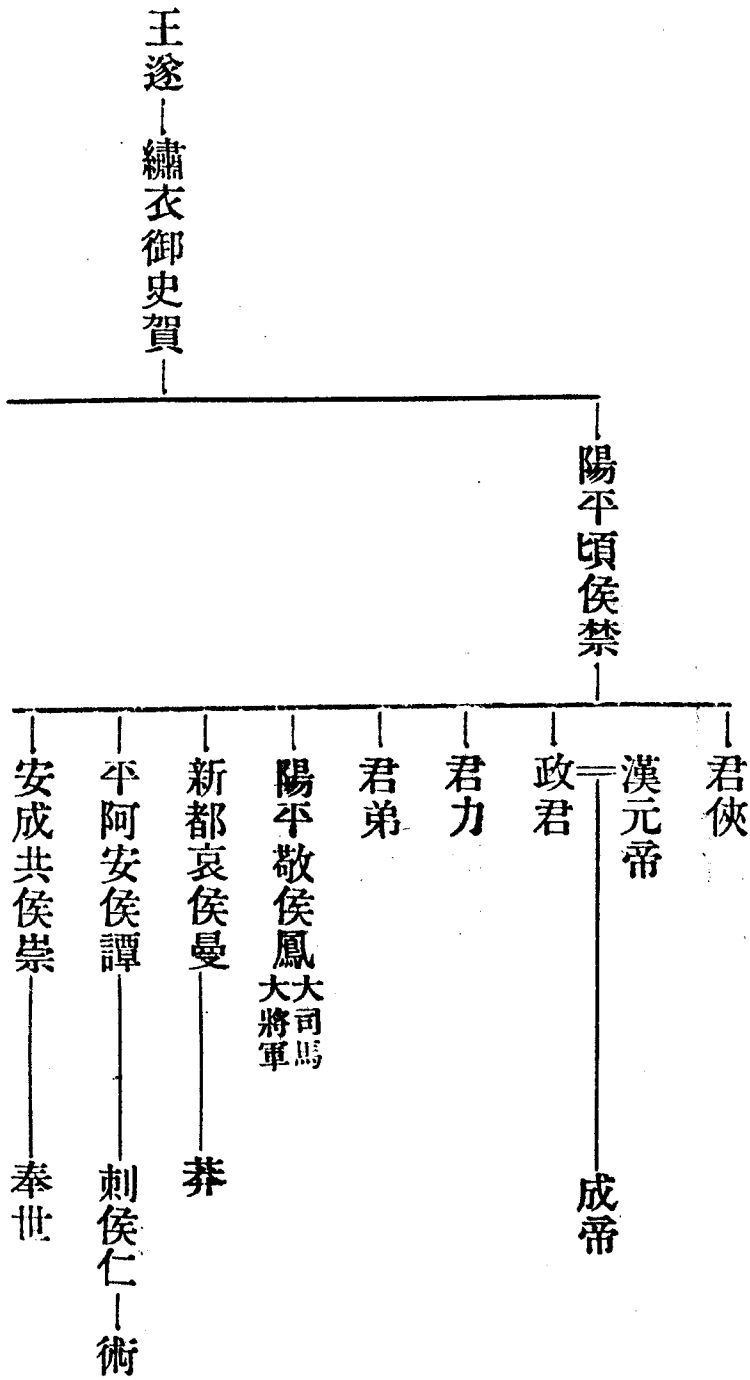 王遂
繡衣御史賀
陽平頃侯禁
君俠
漢元帝
政君
成帝
君力
君弟
陽平敬侯鳳
大司馬
大將軍
新都哀侯曼
莽
平阿安侯譚
刺侯仁
術
安成共侯崇
奉世